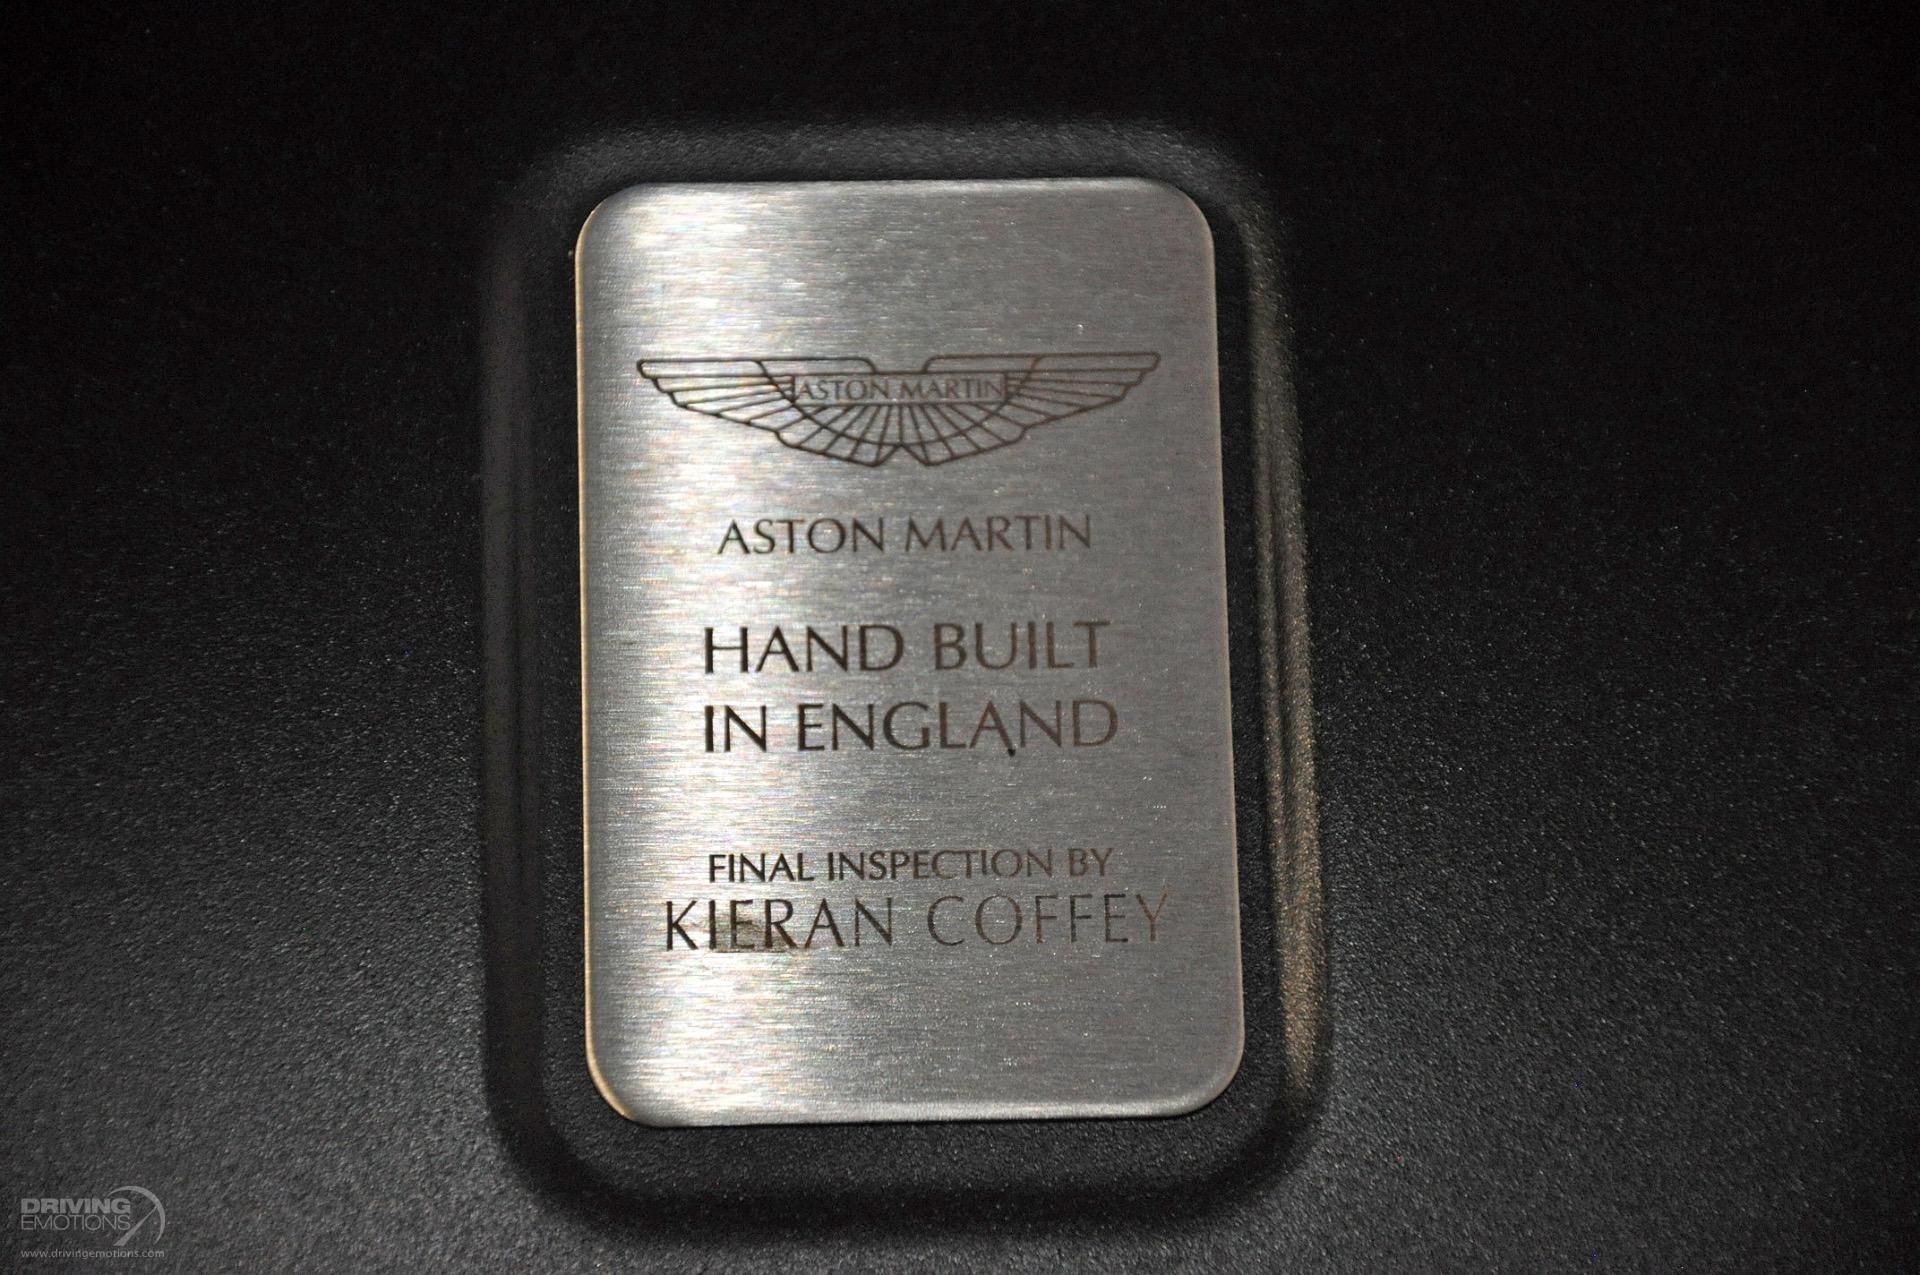 ASTON MARTIN
ASTON MARTIN
HAND BUILT
IN ENGLAND
FINAL INSPECTION BY
KIERAN COFFEY
DRIVING
EMOTIONS
www.drivingemotions.com